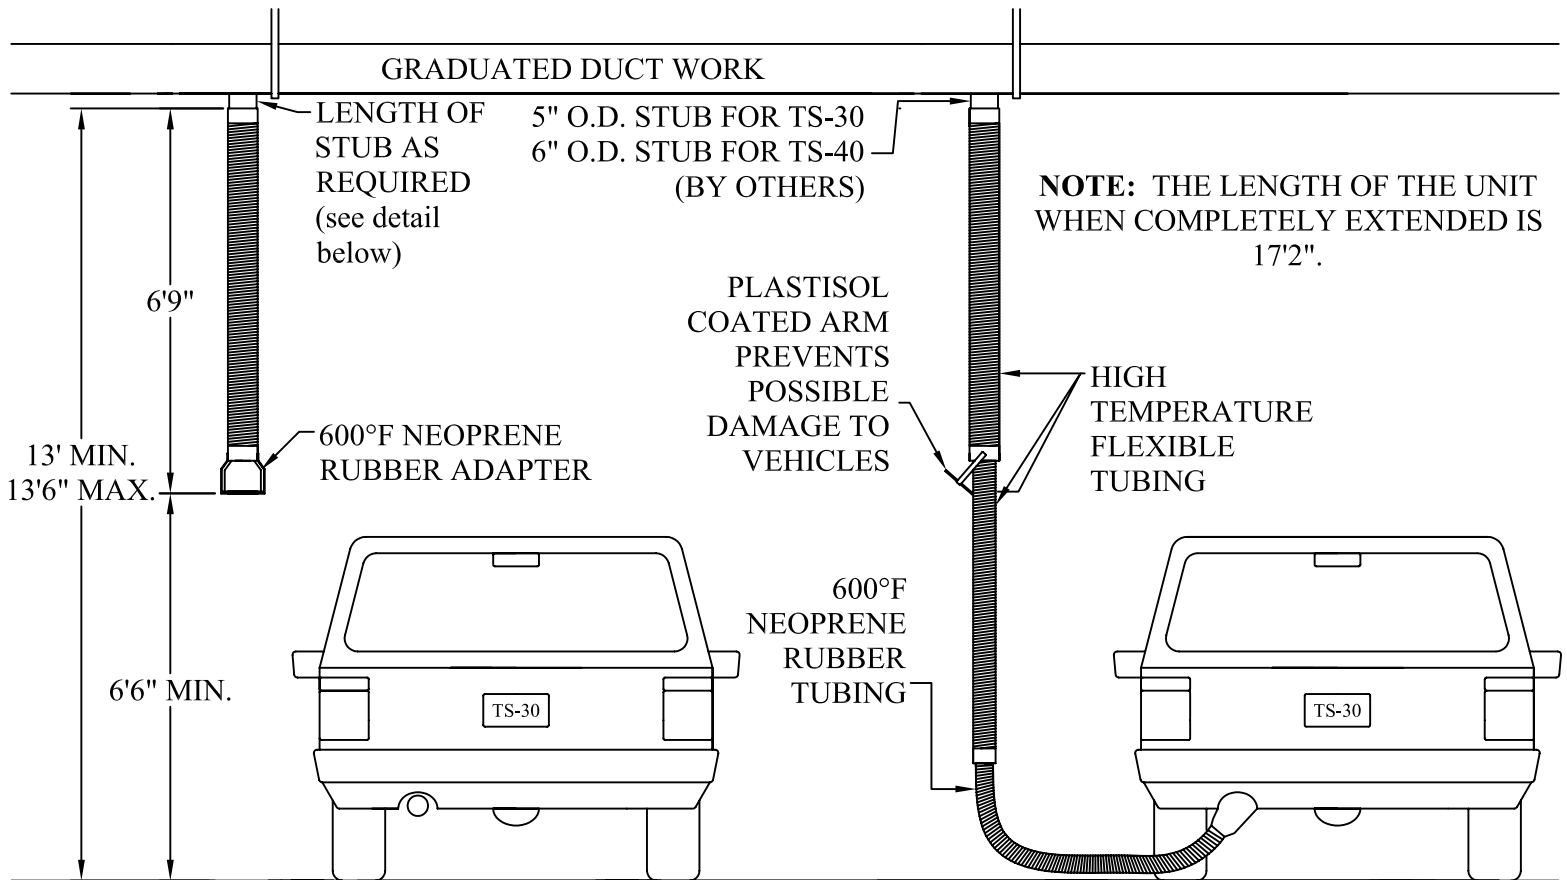 GRADUATED DUCT WORK
LENGTH OF
STUB AS
REQUIRED
(see detail
below)
5" O.D. STUB FOR TS-30
6" O.D. STUB FOR TS-40
(BY OTHERS)
NOTE: THE LENGTH OF THE UNIT
WHEN COMPLETELY EXTENDED IS
17'2".
6'9"
PLASTISOL
COATED ARM
PREVENTS
POSSIBLE
DAMAGE TO
VEHICLES
HIGH
TEMPERATURE
FLEXIBLE
TUBING
600°F NEOPRENE
RUBBER ADAPTER
13' MIN.
13'6" MAX.
600°F
NEOPRENE
RUBBER
TUBING
6'6" MIN.
TS-30
TS-30